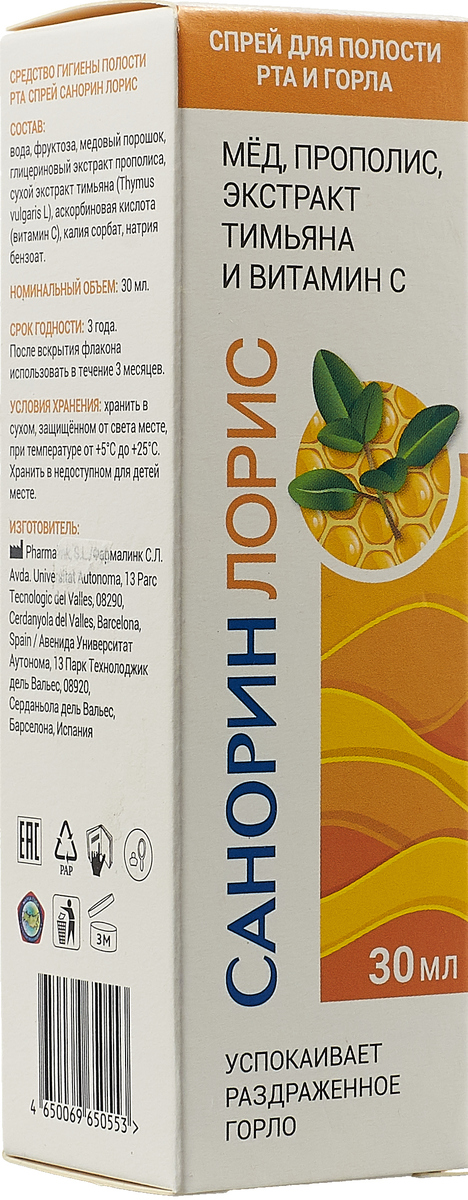 СРЕДСТВО ГИГИЕНЫ ПОЛОСТИ
РТА СПРЕЙ САНОРИН ЛОРИС
СОСТАВ:
вода, фруктоза, медовый порошок,
глицериновый экстракт прополиса,
сухой экстракт тимьяна (Thymus
vulgaris L), аскорбиновая кислота
(витамин С), калия сорбат, натрия
бензоат.
НОМИНАЛЬНЫЙ ОБЪЕМ: 30 мл.
СРОК ГОДНОСТИ: 3 года.
После вскрытия флакона
использовать в течение 3 месяцев.
УСЛОВИЯ ХРАНЕНИЯ: хранить в
сухом, защищённом от света месте,
при температуре от +5°С до +25°С.
Хранить в недоступном для детей
месте.
ИЗГОТОВИТЕЛЬ:
S.L./Фармалинк С.Л.
Avda. Universitat Autonoma, 13 Parc
Tecnologic del Valles, 08290,
Cerdanyola del Valles, Barcelona,
Spain / Авенида Университат
Аутонома, 13 Парк Технолоджик
дель Вальес, 08920,
Серданьола дель Вальес,
Барселона, Испания
EAC
PAP
3М
4 650069 650553 >
СПРЕЙ ДЛЯ ПОЛОСТИ
РТА И ГОРЛА
МЁД, ПРОПОЛИС,
ЭКСТРАКТ
ТИМЬЯНА
И ВИТАМИН С
САНОРИН ЛОРИС
30 мл
УСПОКАИВАЕТ
РАЗДРАЖЕННОЕ
ГОРЛО